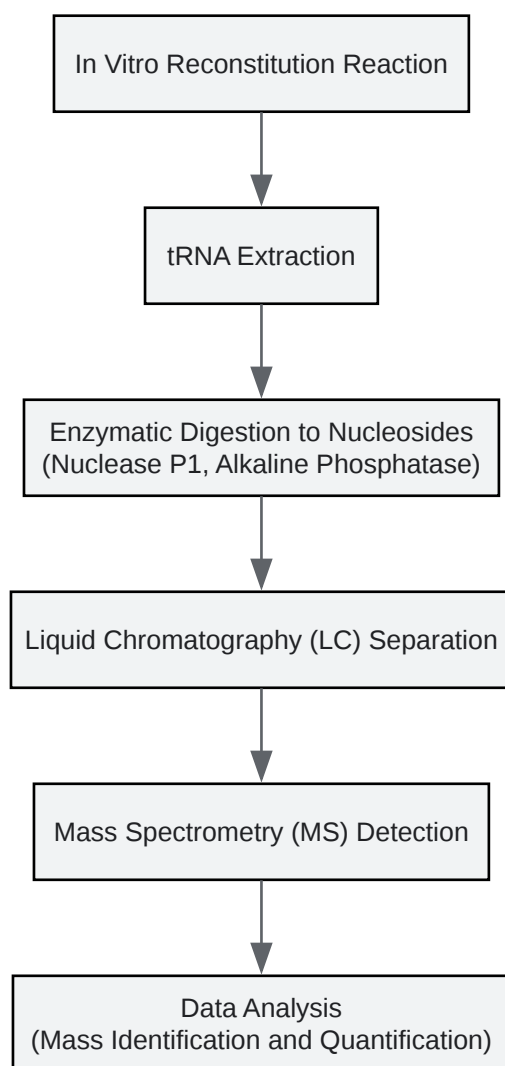 In Vitro Reconstitution Reaction
tRNA Extraction
Enzymatic Digestion to Nucleosides
(Nuclease P1, Alkaline Phosphatase)
Liquid Chromatography (LC) Separation
Mass Spectrometry (MS) Detection
Data Analysis
(Mass Identification and Quantification)